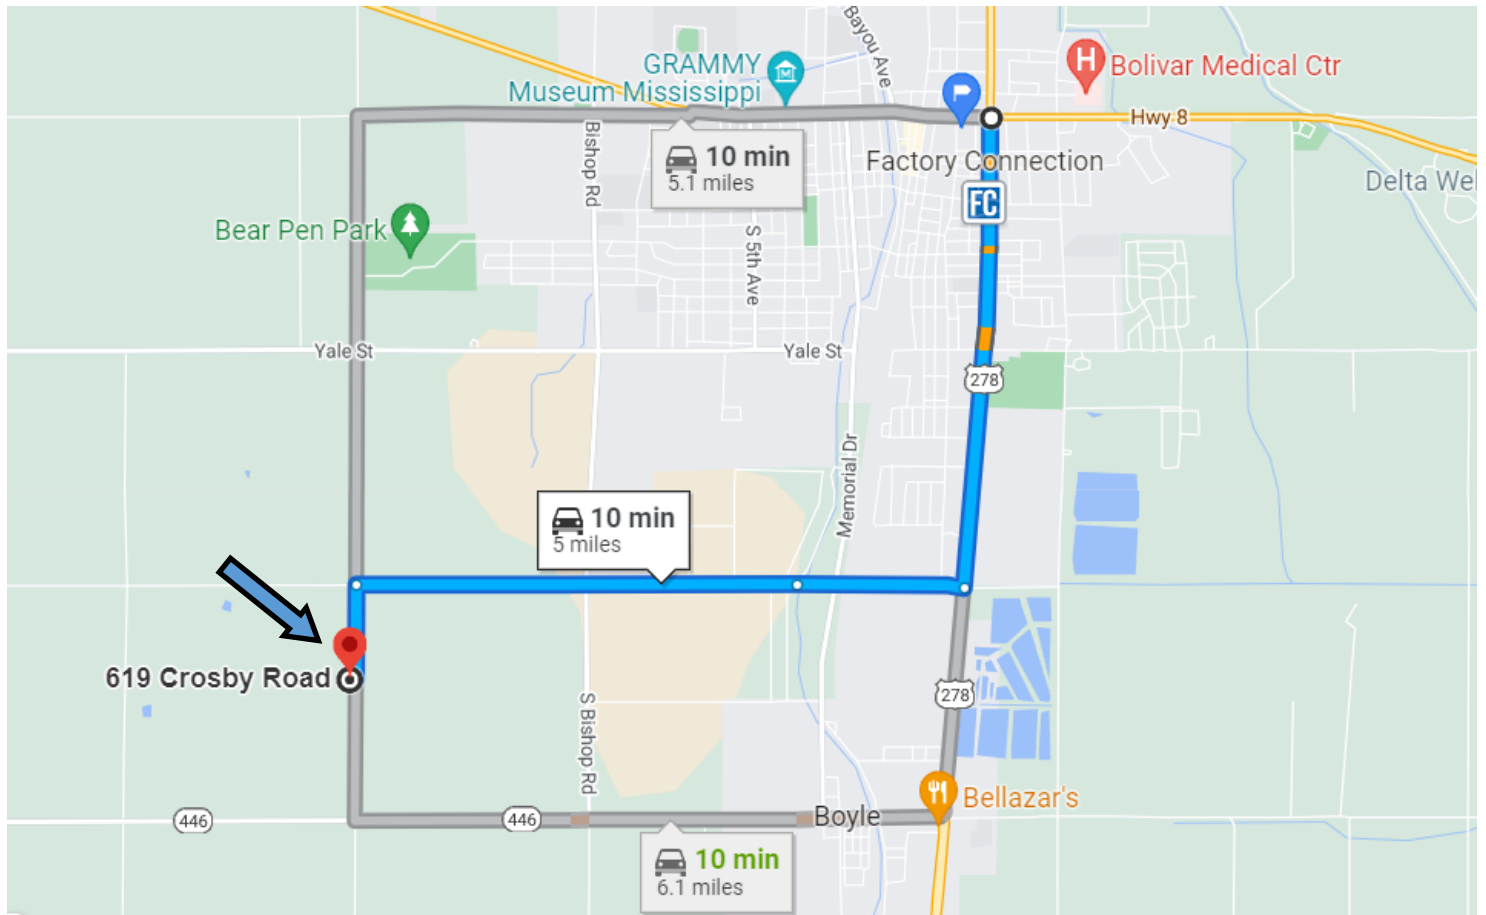 Bayou Ave
GRAMMY
Museum Mississippi
H
Bolivar Medical Ctr
Hwy 8
Bishop Rd
10 min
5.1 miles
Factory Connection
Delta Wel
FC
Bear Pen Park
S 5th Ave
Yale St
Yale St
278
Memorial Dr
10 min
5 miles
619 Crosby Road
278
S Bishop Rd
Bellazar's
446
446
Boyle
10 min
6.1 miles